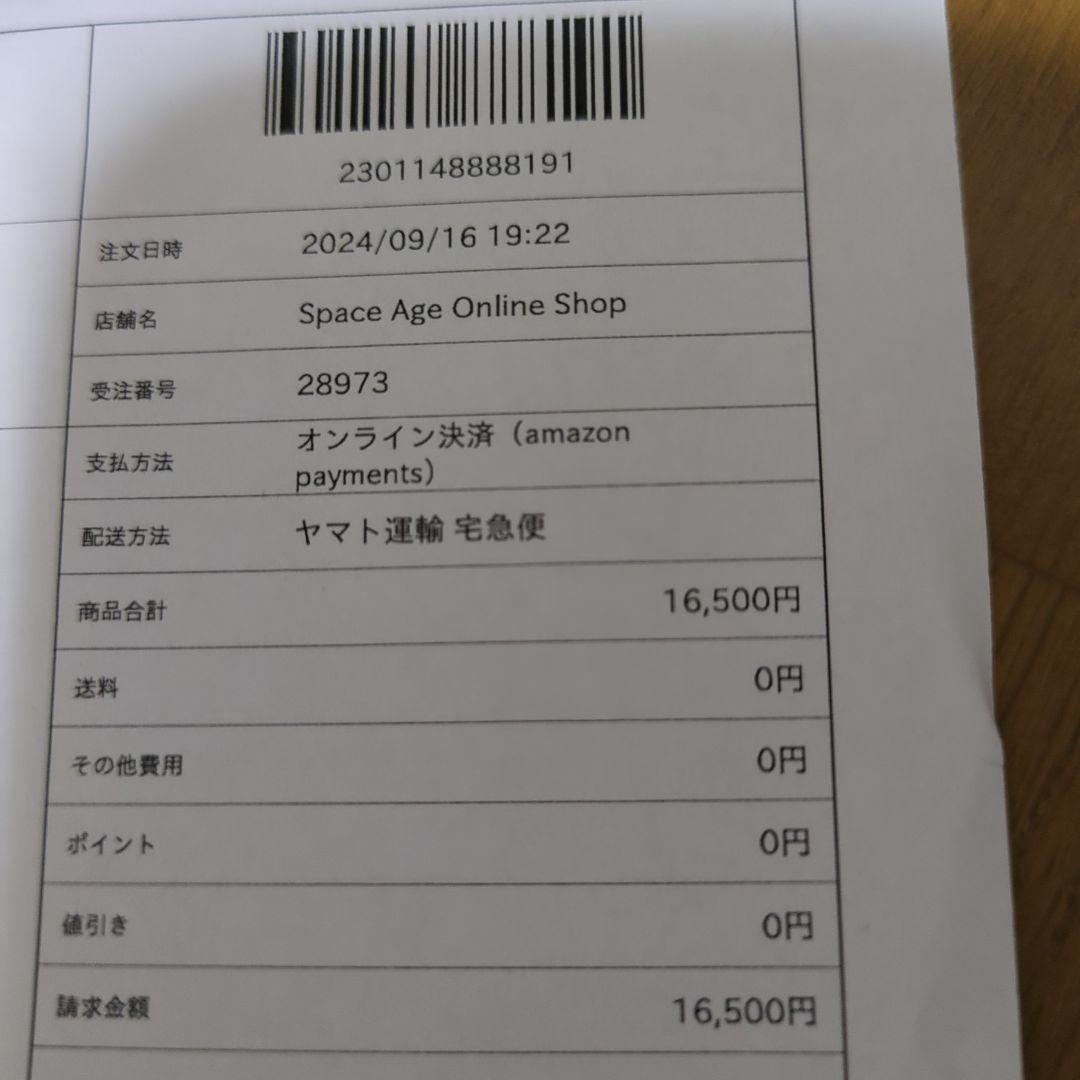 2301148888191
注文日時 2024/09/16 19:22
店舗名 Space Age Online Shop
受注番号 28973
支払方法 オンライン決済（amazon
payments）
配送方法 ヤマト運輸 宅急便
商品合計 16,500円
送料 0円
その他費用 0円
ポイント 0円
値引き 0円
請求金額 16,500円